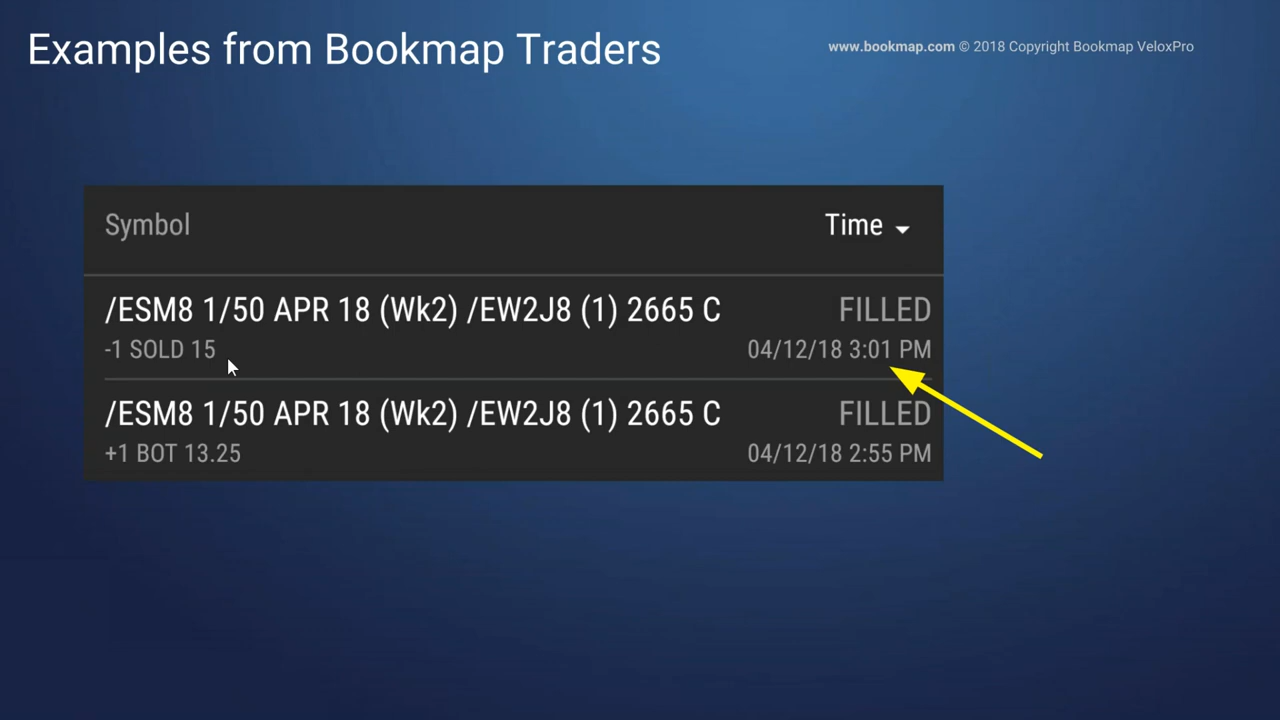 Examples from Bookmap Traders
www.bookmap.com © 2018 Copyright Bookmap VeloxPro
Symbol Time
/ESM8 1/50 APR 18 (Wk2) /EW2J8 (1) 2665 C FILLED
-1 SOLD 15 04/12/18 3:01 PM
/ESM8 1/50 APR 18 (Wk2) /EW2J8 (1) 2665 C FILLED
+1 BOT 13.25 04/12/18 2:55 PM